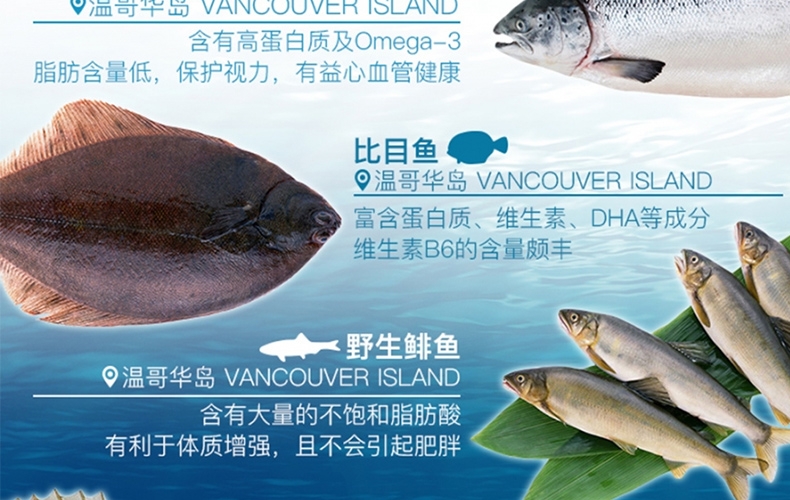 温哥华岛 VANCOUVER ISLAND
含有高蛋白质及Omega-3
脂肪含量低，保护视力，有益心血管健康
比目鱼
温哥华岛 VANCOUVER ISLAND
富含蛋白质、维生素、DHA等成分
维生素B6的含量颇丰
野生鲱鱼
温哥华岛 VANCOUVER ISLAND
含有大量的不饱和脂肪酸
有利于体质增强，且不会引起肥胖